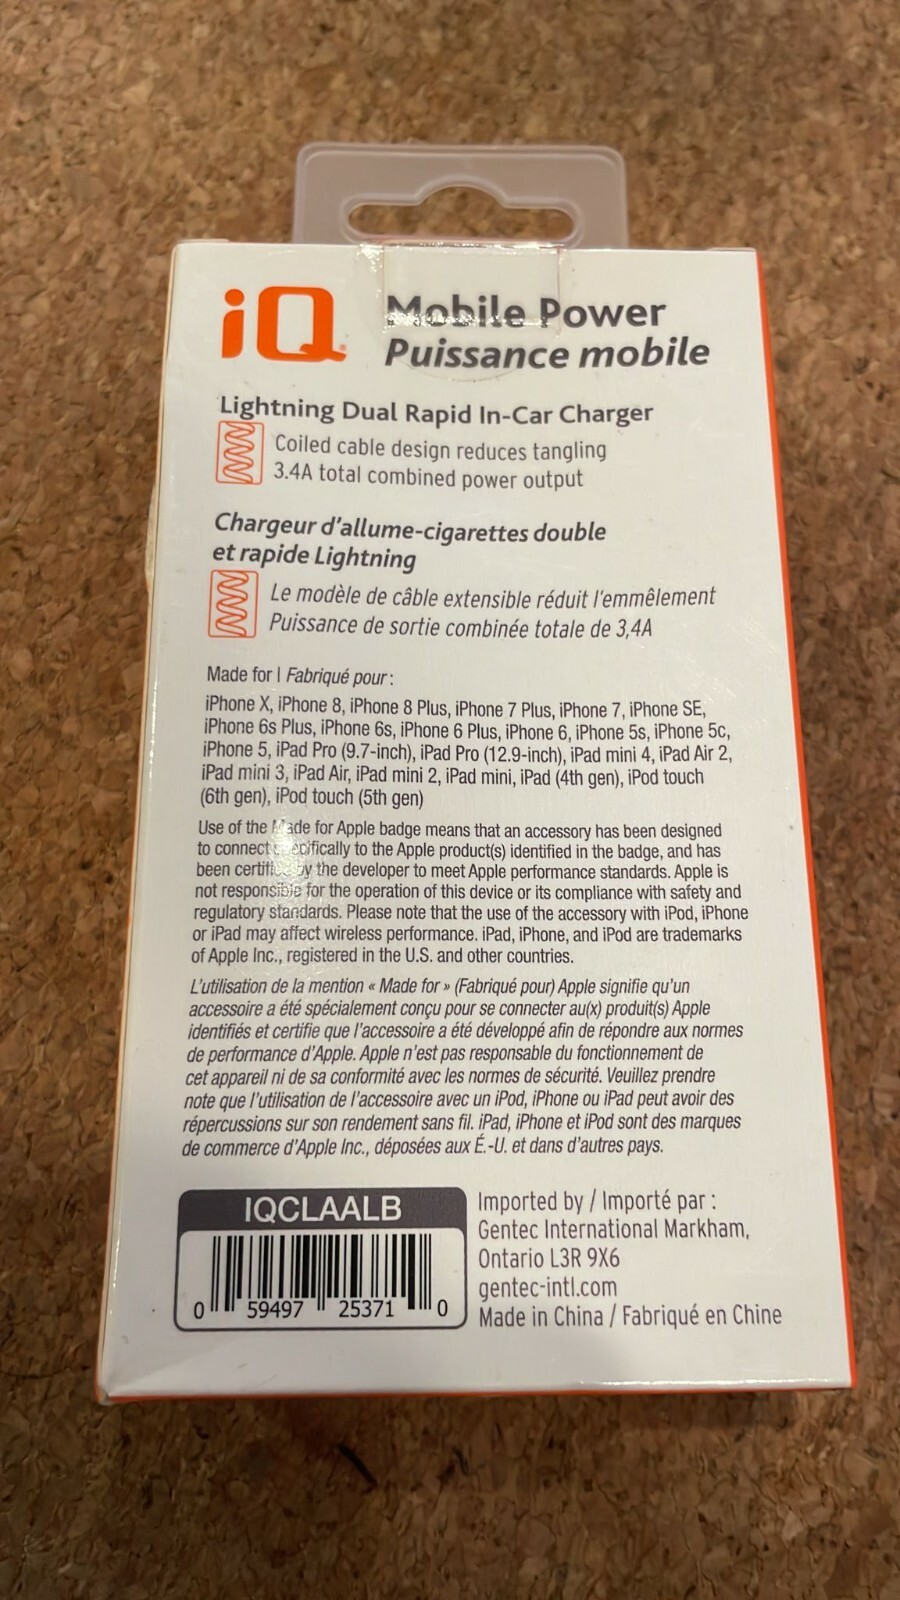 iQ
Mobile Power
Puissance mobile
Lightning Dual Rapid In-Car Charger
Coiled cable design reduces tangling
3.4A total combined power output
Chargeur d'allume-cigarettes double
et rapide Lightning
Le modèle de câble extensible réduit l'emmêlement
Puissance de sortie combinée totale de 3,4A
Made for | Fabriqué pour :
iPhone X, iPhone 8, iPhone 8 Plus, iPhone 7 Plus, iPhone 7, iPhone SE,
iPhone 6s Plus, iPhone 6s, iPhone 6 Plus, iPhone 6, iPhone 5s, iPhone 5c,
iPhone 5, iPad Pro (9.7-inch), iPad Pro (12.9-inch), iPad mini 4, iPad Air 2,
iPad mini 3, iPad Air, iPad mini 2, iPad mini, iPad (4th gen), iPod touch
(6th gen), iPod touch (5th gen)
Use of the Made for Apple badge means that an accessory has been designed
to connect specifically to the Apple product(s) identified in the badge, and has
been certified by the developer to meet Apple performance standards. Apple is
not responsible for the operation of this device or its compliance with safety and
regulatory standards. Please note that the use of the accessory with iPod, iPhone
or iPad may affect wireless performance. iPad, iPhone, and iPod are trademarks
of Apple Inc., registered in the U.S. and other countries.
L'utilisation de la mention « Made for » (Fabriqué pour) Apple signifie qu'un
accessoire a été spécialement conçu pour se connecter au(x) produit(s) Apple
identifiés et certifie que l'accessoire a été développé afin de répondre aux normes
de performance d'Apple. Apple n'est pas responsable du fonctionnement de
cet appareil ni de sa conformité avec les normes de sécurité. Veuillez prendre
note que l'utilisation de l'accessoire avec un iPod, iPhone ou iPad peut avoir des
répercussions sur son rendement sans fil. iPad, iPhone et iPod sont des marques
de commerce d'Apple Inc., déposées aux É.-U. et dans d'autres pays.
IQCLAALB
0 59497 25371 0
Imported by / Importé par :
Gentec International Markham,
Ontario L3R 9X6
gentec-intl.com
Made in China / Fabriqué en Chine